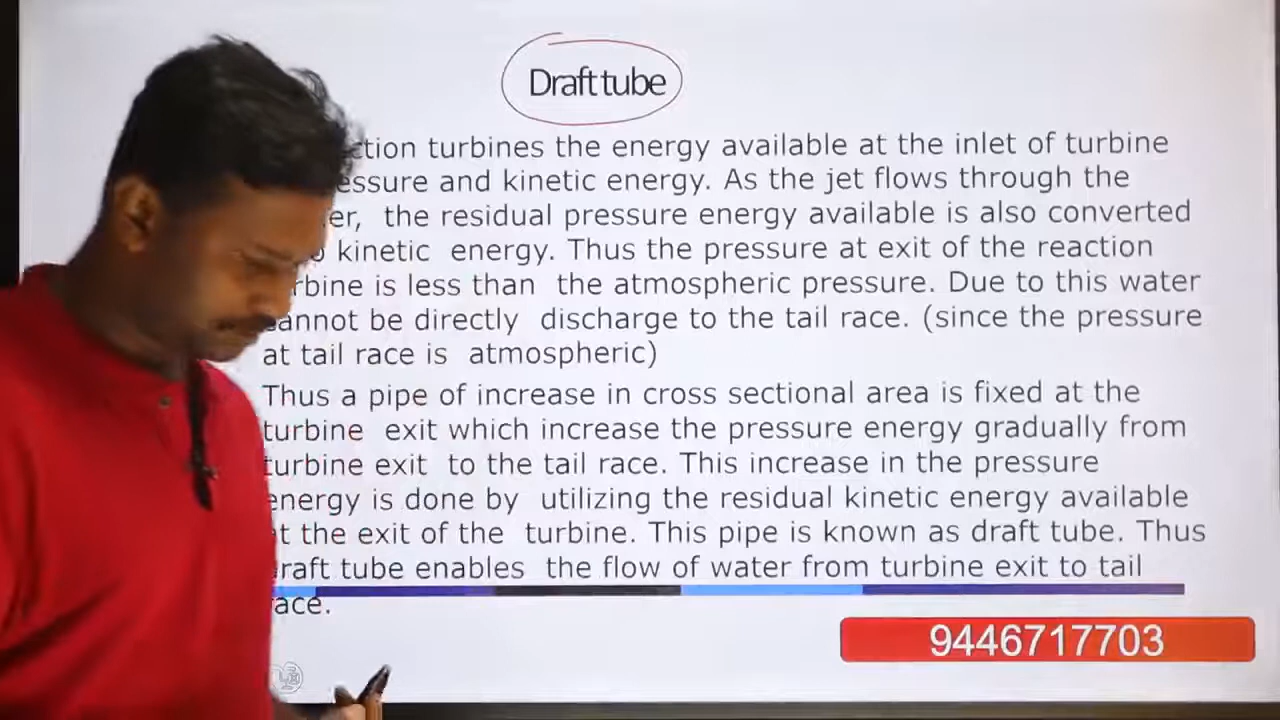 Draft tube
turbines the energy available at the inlet of turbine
and kinetic energy. As the jet flows through the
the residual pressure energy available is also converted
kinetic energy. Thus the pressure at exit of the reaction
is less than the atmospheric pressure. Due to this water
cannot be directly discharge to the tail race. (since the pressure
at tail race is atmospheric)
Thus a pipe of increase in cross sectional area is fixed at the
turbine exit which increase the pressure energy gradually from
turbine exit to the tail race. This increase in the pressure
energy is done by utilizing the residual kinetic energy available
at the exit of the turbine. This pipe is known as draft tube. Thus
draft tube enables the flow of water from turbine exit to tail
race.
9446717703